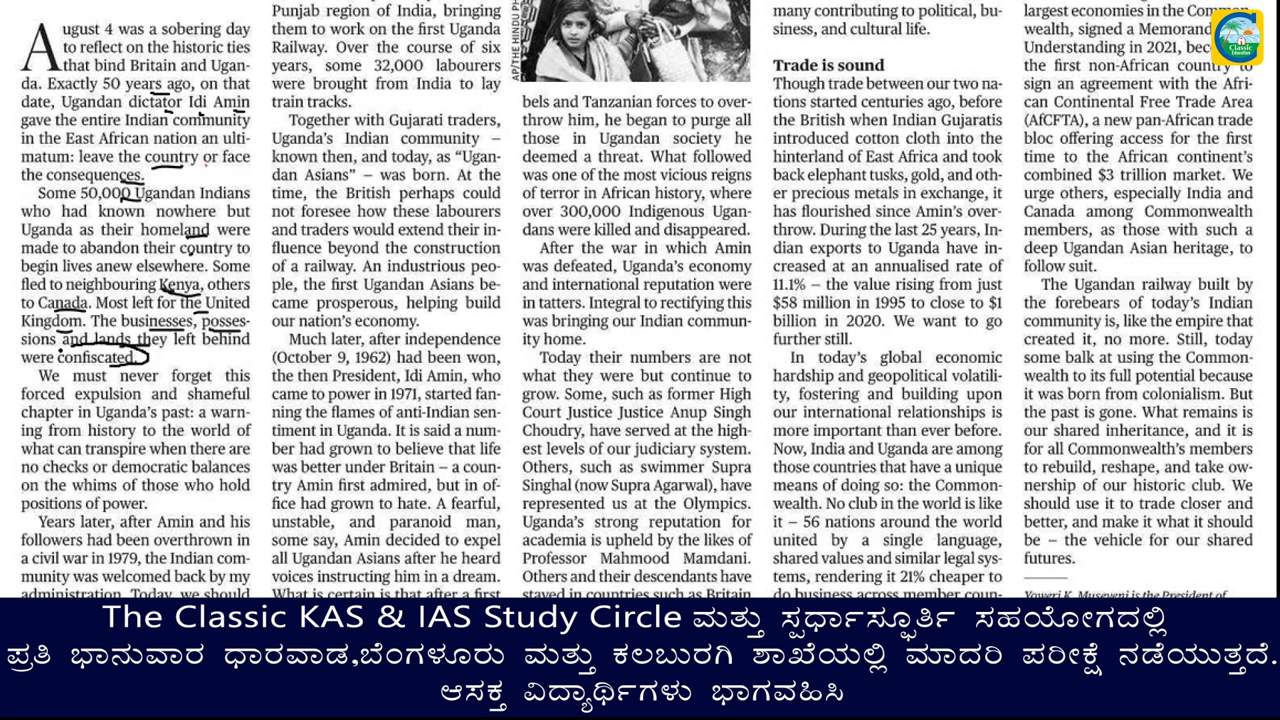 August 4 was a sobering day
to reflect on the historic ties
that bind Britain and Ugan-
da. Exactly 50 years ago, on that
date, Ugandan dictator Idi Amin
gave the entire Indian community
in the East African nation an ulti-
matum: leave the country or face
the consequences.
Some 50,000 Ugandan Indians
who had known nowhere but
Uganda as their homeland were
made to abandon their country to
begin lives anew elsewhere. Some
fled to neighbouring Kenya, others
to Canada. Most left for the United
Kingdom. The businesses, posses-
sions and lands they left behind
were confiscated.
We must never forget this
forced expulsion and shameful
chapter in Uganda's past: a warn-
ing from history to the world of
what can transpire when there are
no checks or democratic balances
on the whims of those who hold
positions of power.
Years later, after Amin and his
followers had been overthrown in
a civil war in 1979, the Indian com-
munity was welcomed back by my
administration. Today, we should
Punjab region of India, bringing
them to work on the first Uganda
Railway. Over the course of six
years, some 32,000 labourers
were brought from India to lay
train tracks.
Together with Gujarati traders,
Uganda's Indian community –
known then, and today, as "Ugan-
dan Asians" – was born. At the
time, the British perhaps could
not foresee how these labourers
and traders would extend their in-
fluence beyond the construction
of a railway. An industrious peo-
ple, the first Ugandan Asians be-
came prosperous, helping build
our nation's economy.
Much later, after independence
(October 9, 1962) had been won,
the then President, Idi Amin, who
came to power in 1971, started fan-
ning the flames of anti-Indian sen-
timent in Uganda. It is said a num-
ber had grown to believe that life
was better under Britain – a coun-
try Amin first admired, but in of-
fice had grown to hate. A fearful,
unstable, and paranoid man,
some say, Amin decided to expel
all Ugandan Asians after he heard
voices instructing him in a dream.
What is certain is that after a first
AP/THE HINDU PH
bels and Tanzanian forces to over-
throw him, he began to purge all
those in Ugandan society he
deemed a threat. What followed
was one of the most vicious reigns
of terror in African history, where
over 300,000 Indigenous Ugan-
dans were killed and disappeared.
After the war in which Amin
was defeated, Uganda's economy
and international reputation were
in tatters. Integral to rectifying this
was bringing our Indian commun-
ity home.
Today their numbers are not
what they were but continue to
grow. Some, such as former High
Court Justice Justice Anup Singh
Choudry, have served at the high-
est levels of our judiciary system.
Others, such as swimmer Supra
Singhal (now Supra Agarwal), have
represented us at the Olympics.
Uganda's strong reputation for
academia is upheld by the likes of
Professor Mahmood Mamdani.
Others and their descendants have
stayed in countries such as Britain
many contributing to political, bu-
siness, and cultural life.
Trade is sound
Though trade between our two na-
tions started centuries ago, before
the British when Indian Gujaratis
introduced cotton cloth into the
hinterland of East Africa and took
back elephant tusks, gold, and oth-
er precious metals in exchange, it
has flourished since Amin's over-
throw. During the last 25 years, In-
dian exports to Uganda have in-
creased at an annualised rate of
11.1% – the value rising from just
$58 million in 1995 to close to $1
billion in 2020. We want to go
further still.
In today's global economic
hardship and geopolitical volatili-
ty, fostering and building upon
our international relationships is
more important than ever before.
Now, India and Uganda are among
those countries that have a unique
means of doing so: the Common-
wealth. No club in the world is like
it – 56 nations around the world
united by a single language,
shared values and similar legal sys-
tems, rendering it 21% cheaper to
do business across member coun-
largest economies in the Common-
wealth, signed a Memorandum
Understanding in 2021,
the first non-African country to
sign an agreement with the Afri-
can Continental Free Trade Area
(AfCFTA), a new pan-African trade
bloc offering access for the first
time to the African continent's
combined $3 trillion market. We
urge others, especially India and
Canada among Commonwealth
members, as those with such a
deep Ugandan Asian heritage, to
follow suit.
The Ugandan railway built by
the forebears of today's Indian
community is, like the empire that
created it, no more. Still, today
some balk at using the Common-
wealth to its full potential because
it was born from colonialism. But
the past is gone. What remains is
our shared inheritance, and it is
for all Commonwealth's members
to rebuild, reshape, and take ow-
nership of our historic club. We
should use it to trade closer and
better, and make it what it should
be – the vehicle for our shared
futures.
Yoweri K. Museveni is the President of
Classic
Education
The Classic KAS & IAS Study Circle ಮತ್ತು ಸ್ಪರ್ಧಾಸ್ಫೂರ್ತಿ ಸಹಯೋಗದಲ್ಲಿ
ಪ್ರತಿ ಭಾನುವಾರ ಧಾರವಾಡ,ಬೆಂಗಳೂರು ಮತ್ತು ಕಲಬುರಗಿ ಶಾಖೆಯಲ್ಲಿ ಮಾದರಿ ಪರೀಕ್ಷೆ ನಡೆಯುತ್ತದೆ.
ಆಸಕ್ತ ವಿದ್ಯಾರ್ಥಿಗಳು ಭಾಗವಹಿಸಿ